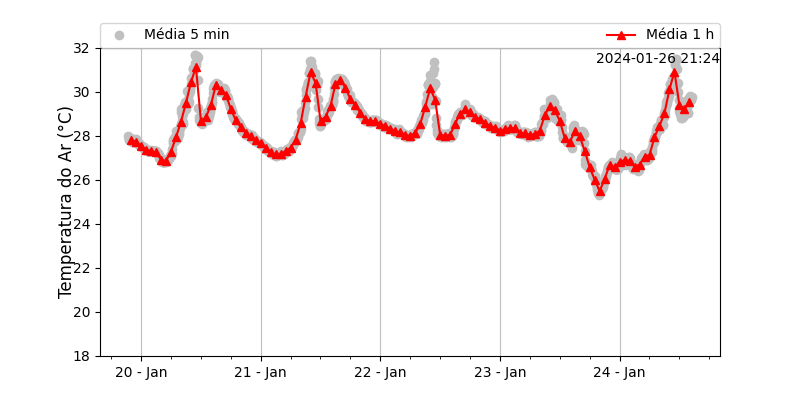 Média 5 min
Média 1 h
2024-01-26 21:24
Temperatura do Ar (°C)
32
30
28
26
24
22
20
18
20 - Jan
21 - Jan
22 - Jan
23 - Jan
24 - Jan